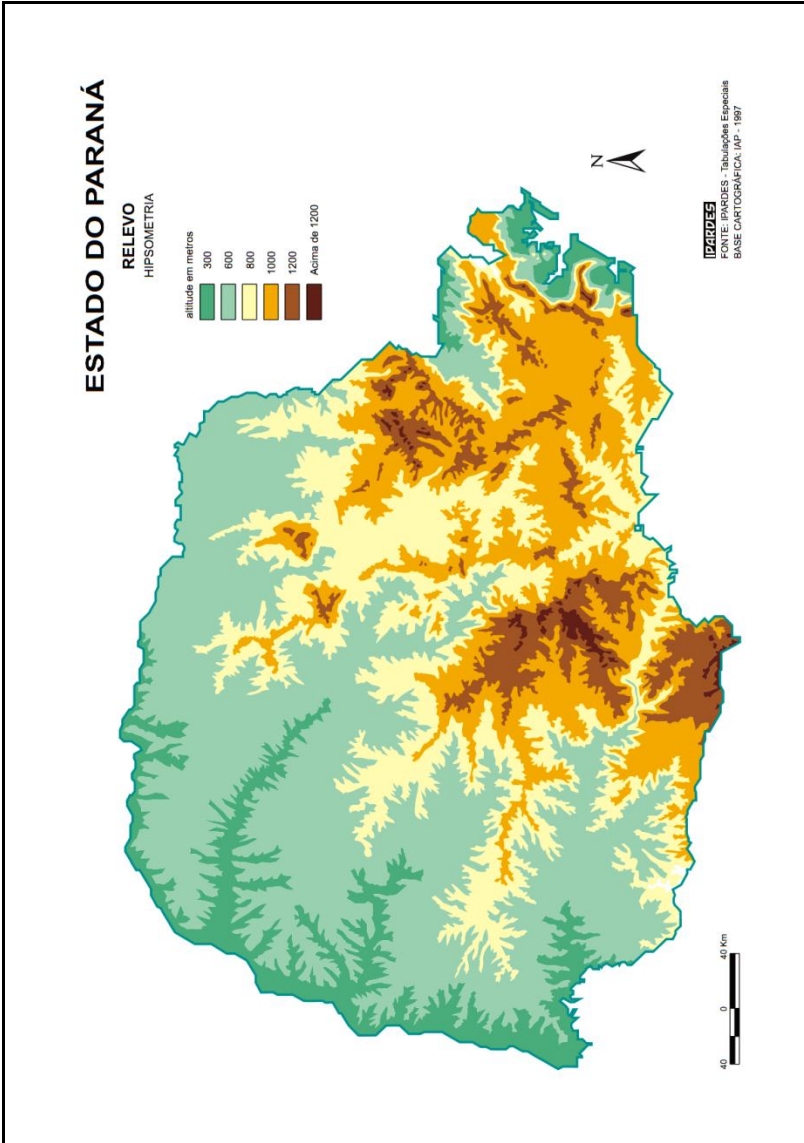 ESTADO DO PARANÁ
RELEVO
HIPSOMETRIA
altitude em metros
300
600
800
1000
1200
Acima de 1200
N
40 0 40 Km
IPARDES
FONTE: IPARDES - Tabulações Especiais
BASE CARTOGRÁFICA: IAP - 1997